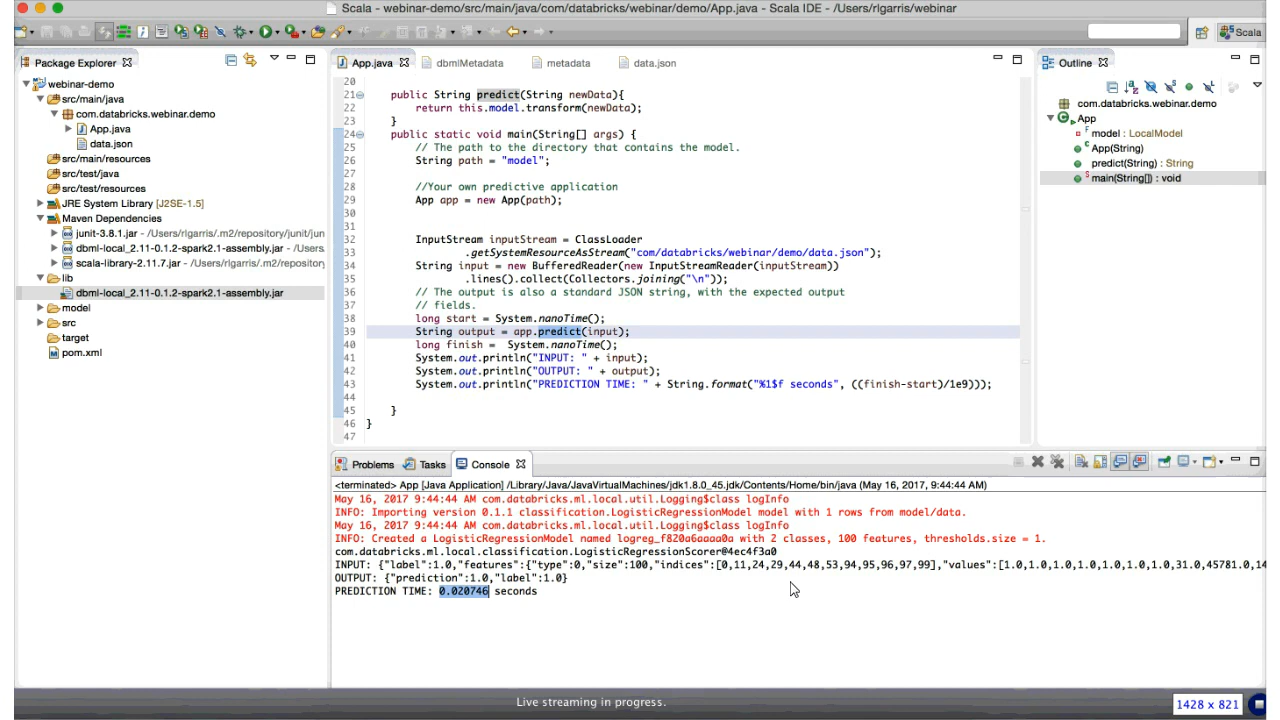 Scala - webinar-demo/src/main/java/com/databricks/webinar/demo/App.java - Scala IDE - /Users/rlgarris/webinar
Scala
Package Explorer
webinar-demo
src/main/java
com.databricks.webinar.demo
App.java
data.json
src/main/resources
src/test/java
src/test/resources
JRE System Library [J2SE-1.5]
Maven Dependencies
junit-3.8.1.jar - /Users/rlgarris/.m2/repository/junit/jun
dbml-local_2.11-0.1.2-spark2.1-assembly.jar - /Users
scala-library-2.11.7.jar - /Users/rlgarris/.m2/repository
lib
dbml-local_2.11-0.1.2-spark2.1-assembly.jar
model
src
target
pom.xml
App.java dbmlMetadata metadata data.json
20
21 public String predict(String newData){
22 return this.model.transform(newData);
23 }
24 public static void main(String[] args) {
25 // The path to the directory that contains the model.
26 String path = "model";
27
28 //Your own predictive application
29 App app = new App(path);
30
31
32 InputStream inputStream = ClassLoader
33 .getSystemResourceAsStream("com/databricks/webinar/demo/data.json");
34 String input = new BufferedReader(new InputStreamReader(inputStream))
35 .lines().collect(Collectors.joining("\n"));
36 // The output is also a standard JSON string, with the expected output
37 // fields.
38 long start = System.nanoTime();
39 String output = app.predict(input);
40 long finish = System.nanoTime();
41 System.out.println("INPUT: " + input);
42 System.out.println("OUTPUT: " + output);
43 System.out.println("PREDICTION TIME: " + String.format("%1$f seconds", ((finish-start)/1e9)));
44
45 }
46 }
47
Outline
com.databricks.webinar.demo
App
model : LocalModel
App(String)
predict(String) : String
main(String[]) : void
Problems Tasks Console
<terminated> App [Java Application] /Library/Java/JavaVirtualMachines/jdk1.8.0_45.jdk/Contents/Home/bin/java (May 16, 2017 9:44:44 AM)
May 16, 2017 9:44:44 AM com.databricks.ml.local.util.Logging$class logInfo
INFO: Importing version 0.1.1 classification.LogisticRegressionModel model with 1 rows from model/data.
May 16, 2017 9:44:44 AM com.databricks.ml.local.util.Logging$class logInfo
INFO: Created a LogisticRegressionModel named logreg_f820a6aaaa0a with 2 classes, 100 features, thresholds.size = 1.
com.databricks.ml.local.classification.LogisticRegressionScorer@4ec4f3a0
INPUT: {"label":1.0,"features":{"type":0,"size":100,"indices":[0,11,24,29,44,48,53,94,95,96,97,99],"values":[1.0,1.0,1.0,1.0,1.0,1.0,1.0,31.0,45781.0,14
OUTPUT: {"prediction":1.0,"label":1.0}
PREDICTION TIME: 0.020746 seconds
Live streaming in progress.
1428 x 821